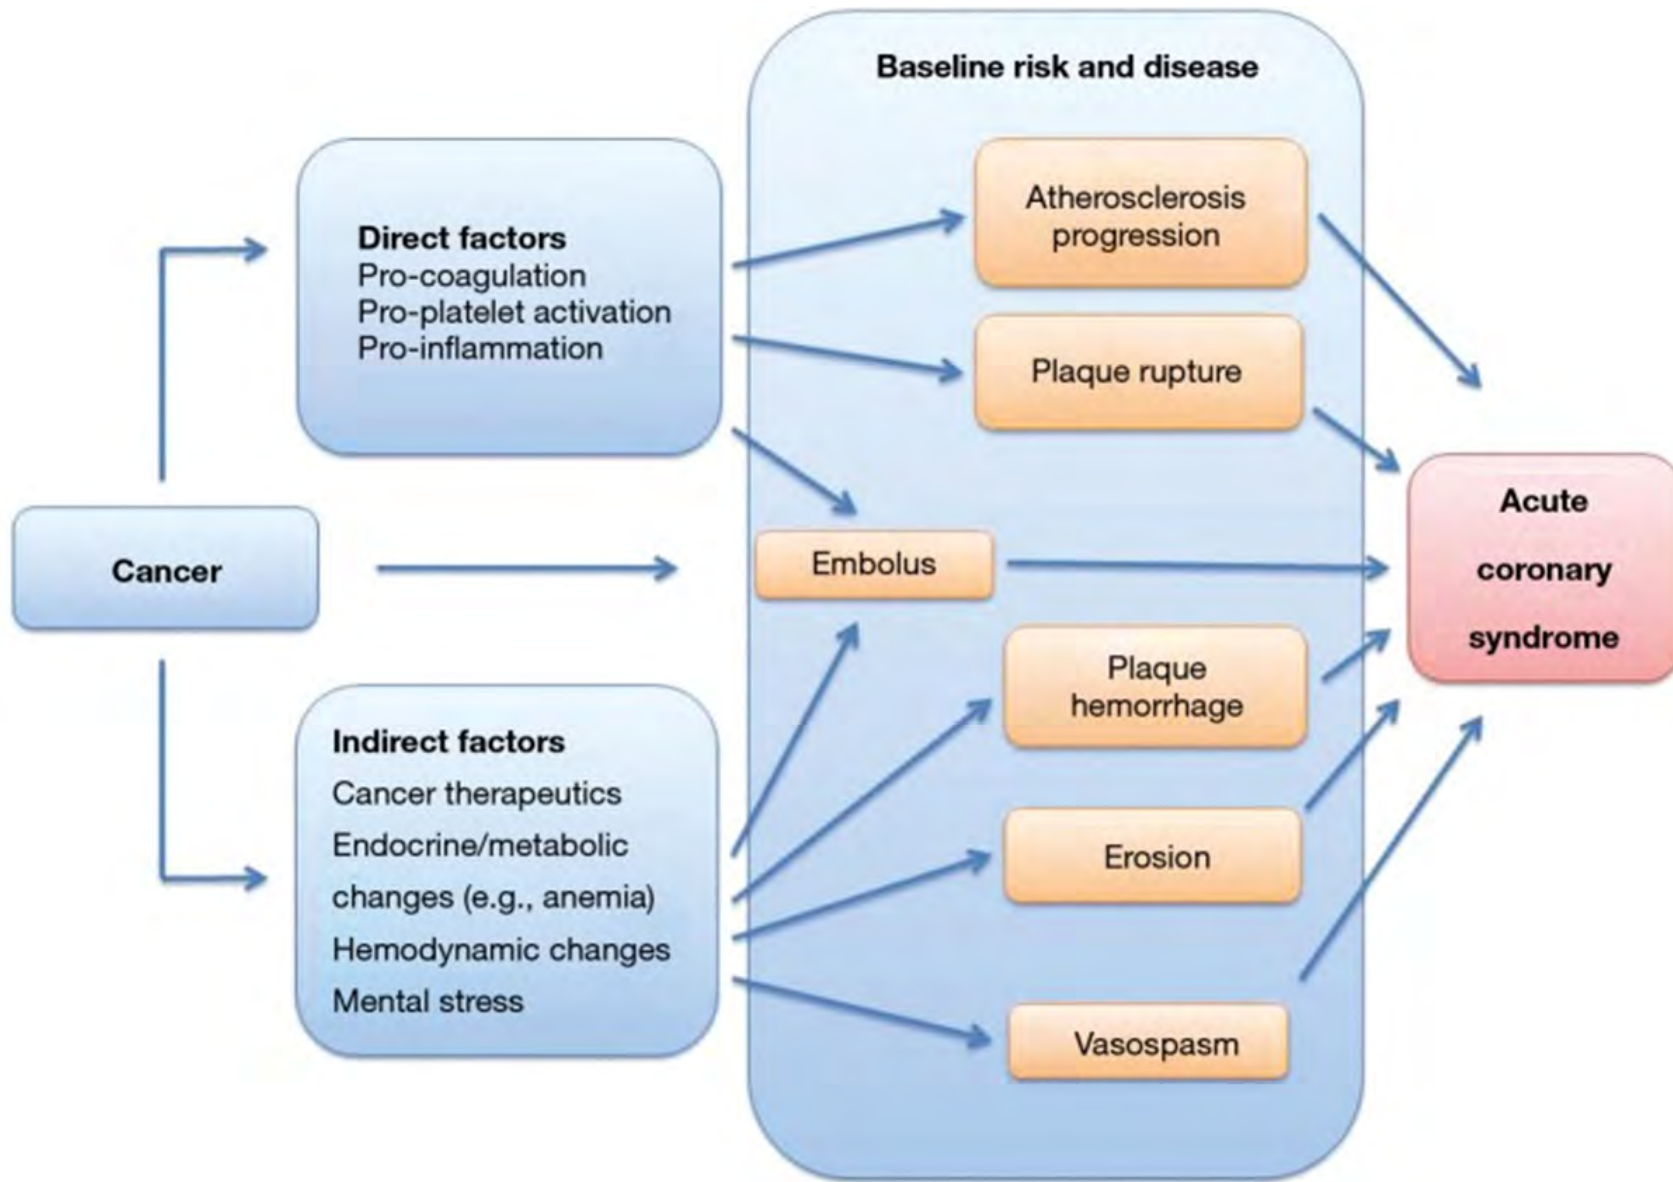 Baseline risk and disease
Direct factors
Pro-coagulation
Pro-platelet activation
Pro-inflammation
Atherosclerosis
progression
Plaque rupture
Cancer
Embolus
Acute
coronary
syndrome
Plaque
hemorrhage
Indirect factors
Cancer therapeutics
Endocrine/metabolic
changes (e.g., anemia)
Hemodynamic changes
Mental stress
Erosion
Vasospasm